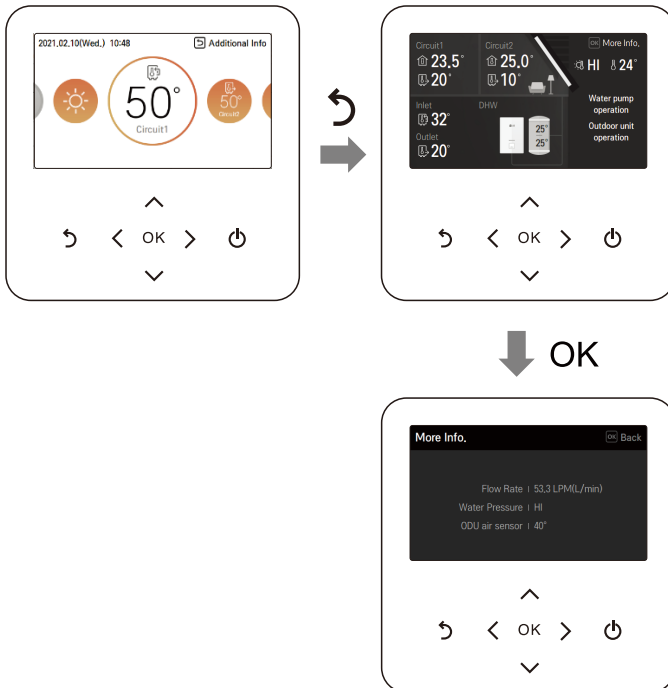 2021.02.10(Wed.) 10:48
Additional Info
50°
Circuit1
50°
Circuit2
OK
Circuit1
23.5°
20°
Circuit2
25.0°
10°
OK More Info.
HI 24°
Inlet
32°
Outlet
20°
DHW
25°
25°
Water pump
operation
Outdoor unit
operation
OK
OK
More Info.
OK Back
Flow Rate | 53.3 LPM(L/min)
Water Pressure | HI
ODU air sensor | 40°
OK